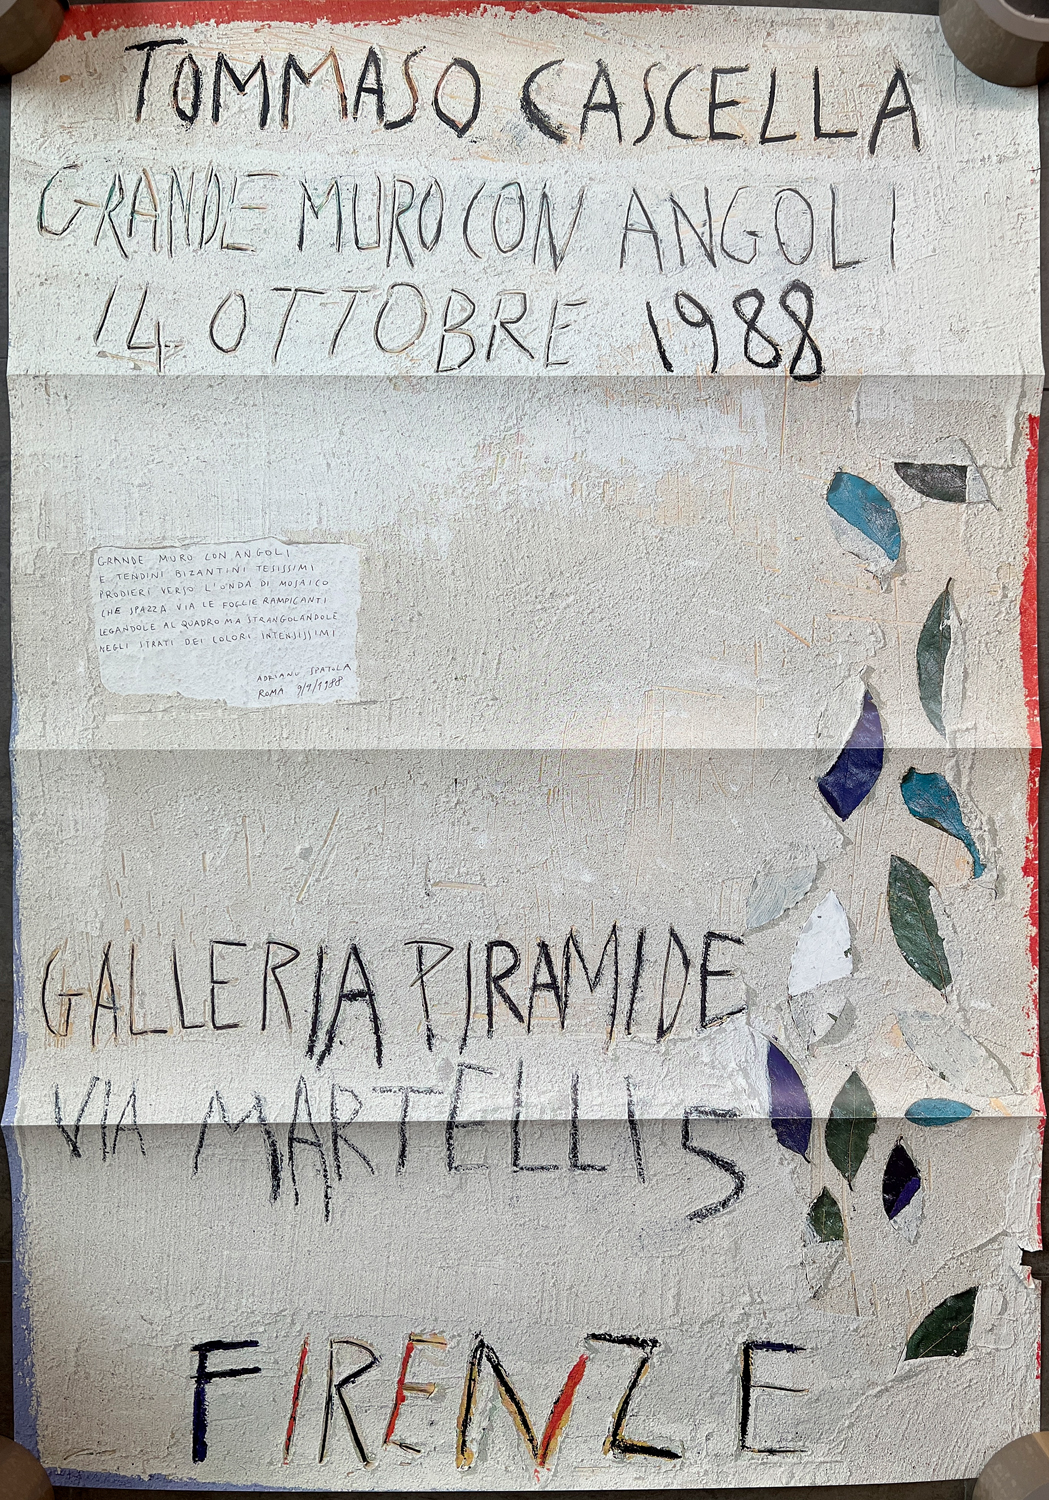 TOMMASO CASCELLA
GRANDE MURO CON ANGOLI
14 OTTOBRE 1988
GRANDE MURO CON ANGOLI
E TENDINI BIZANTINI TESISSIMI
PRODIERI VERSO L'ONDA DI MOSAICO
CHE SPAZZA VIA LE FOGLIE RAMPICANTI
LEGANDOLE AL QUADRO MA STRANGOLANDOLE
NEGLI STRATI DEI COLORI INTENSISSIMI
ADRIANO SPATOLA
ROMA 9/9/1988
GALLERIA PIRAMIDE
VIA MARTELLI 5
FIRENZE